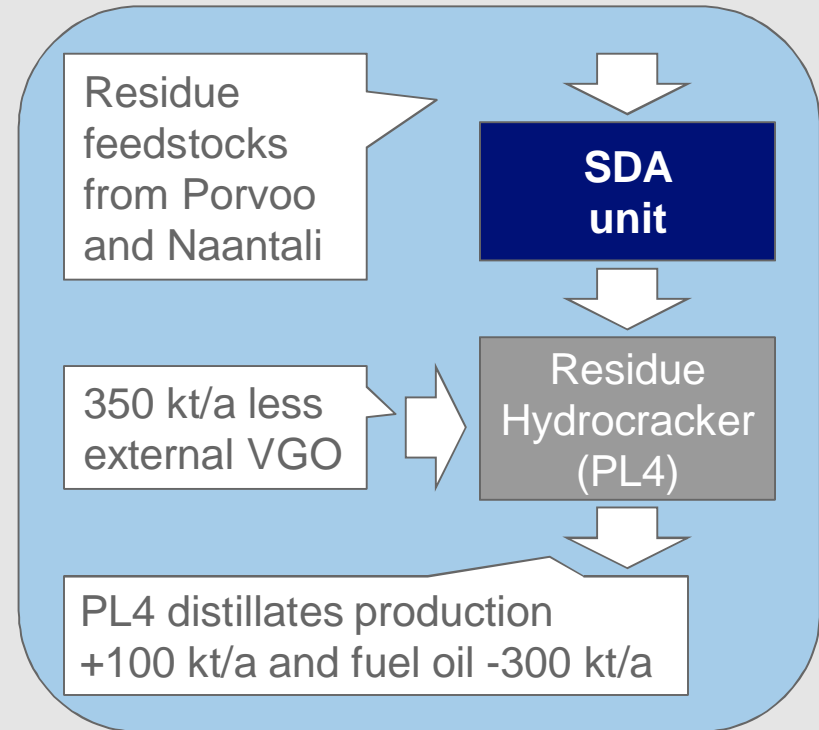 Residue
feedstocks
from Porvoo
and Naantali
SDA
unit
350 kt/a less
external VGO
Residue
Hydrocracker
(PL4)
PL4 distillates production
+100 kt/a and fuel oil -300 kt/a